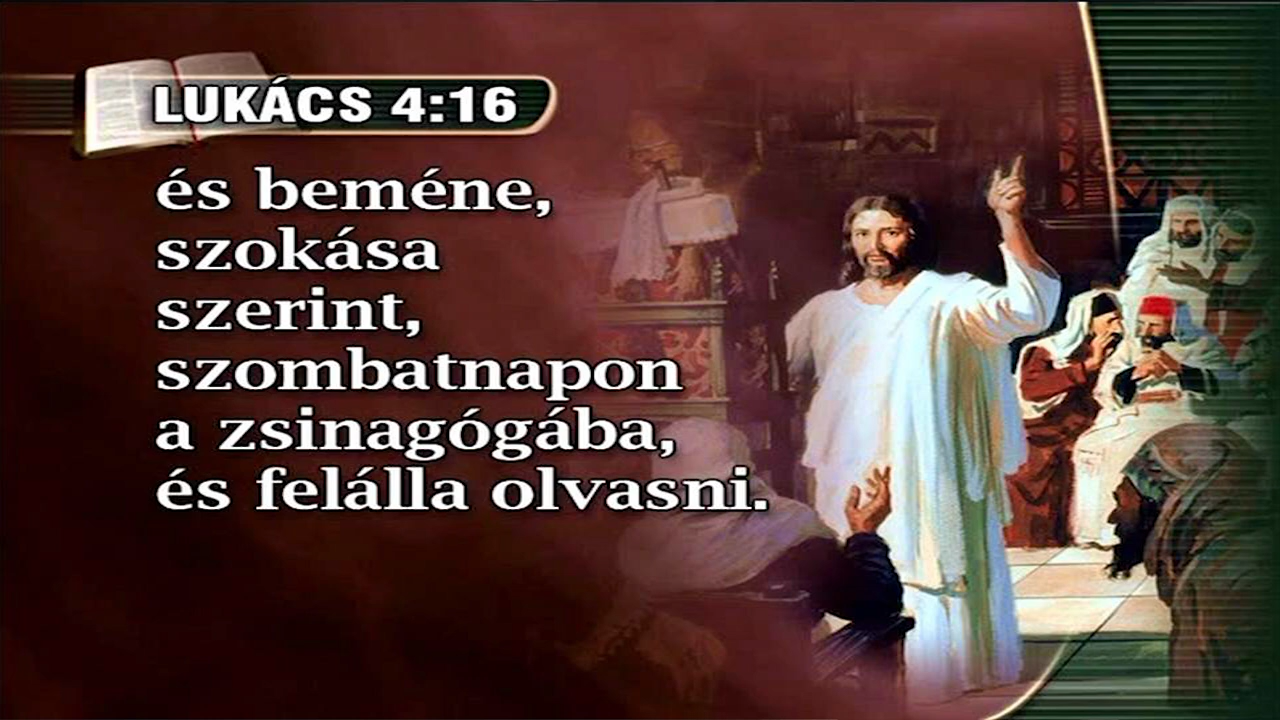 LUKÁCS 4:16
és beméne,
szokása
szerint,
szombatnapon
a zsinagógába,
és felálla olvasni.